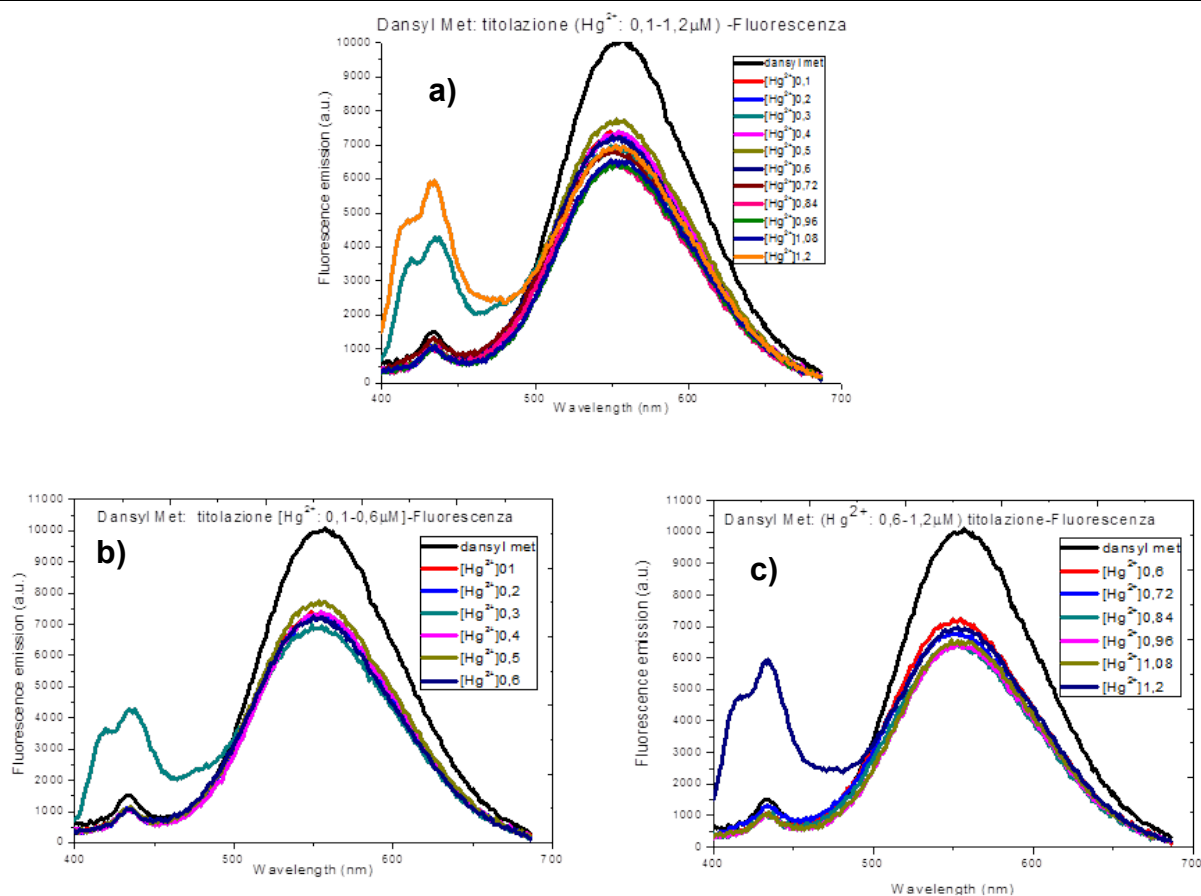 Dansyl Met: titolazione (Hg²⁺: 0,1-1,2μM) -Fluorescenza
a)
10000
9000
8000
7000
6000
5000
4000
3000
2000
1000
0
Fluorescence emission (a.u.)
dansyl met
[Hg²⁺]0,1
[Hg²⁺]0,2
[Hg²⁺]0,3
[Hg²⁺]0,4
[Hg²⁺]0,5
[Hg²⁺]0,6
[Hg²⁺]0,72
[Hg²⁺]0,84
[Hg²⁺]0,96
[Hg²⁺]1,08
[Hg²⁺]1,2
400 500 600 700
Wavelength (nm)
Dansyl Met: titolazione [Hg²⁺: 0,1-0,6μM]-Fluorescenza
b)
11000
10000
9000
8000
7000
6000
5000
4000
3000
2000
1000
0
Fluorescence emission (a.u.)
dansyl met
[Hg²⁺]01
[Hg²⁺]0,2
[Hg²⁺]0,3
[Hg²⁺]0,4
[Hg²⁺]0,5
[Hg²⁺]0,6
400 500 600 700
Wavelength (nm)
Dansyl Met: (Hg²⁺: 0,6-1,2μM) titolazione-Fluorescenza
c)
11000
10000
9000
8000
7000
6000
5000
4000
3000
2000
1000
0
Fluorescence emission (a.u.)
dansyl met
[Hg²⁺]0,6
[Hg²⁺]0,72
[Hg²⁺]0,84
[Hg²⁺]0,96
[Hg²⁺]1,08
[Hg²⁺]1,2
400 500 600 700
Wavelength (nm)